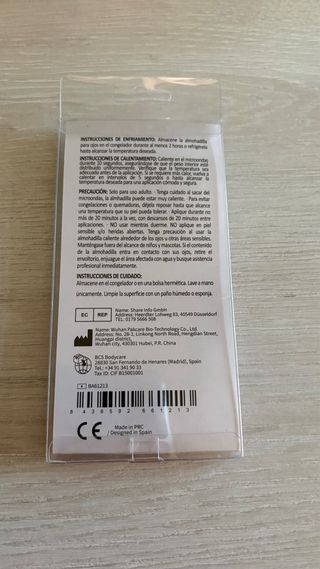 INSTRUCCIONES DE ENFRIAMIENTO: Almacene la almohadilla
para ojos en el congelador durante al menos 2 horas o refrigérela
hasta alcanzar la temperatura deseada.
INSTRUCCIONES DE CALENTAMIENTO: Caliente en el microondas
durante 10 segundos, asegurándose de que el peso interior esté
distribuido uniformemente. Verifique que la temperatura sea
adecuada antes de la aplicación. Si se requiere más calor, vuelva a
calentar en intervalos de 5 segundos o hasta alcanzar la
temperatura deseada para una aplicación cómoda y segura.
PRECAUCIÓN: Solo para uso adulto · Tenga cuidado al sacar del
microondas, la almhadilla puede estar muy caliente. · Para evitar
congelaciones o quemaduras, déjela reposar hasta que alcance
una temperatura que su piel pueda tolerar. · Aplique durante no
más de 20 minutos a la vez, con descansos de 20 minutos entre
aplicaciones. · NO usar mientras duerme. NO aplique en piel
sensible w/o heridas abiertas. Tenga precaución al usar la
almohadilla caliente alrededor de los ojos u otras áreas sensibles.
Manténgase fuera del alcance de niños y mascotas. Si el contenido
de la almohadilla entra en contacto con sus ojos, retire el
envoltorio, enjuague el área afectada con agua y busque asistencia
profesional inmediatamente.
INSTRUCCIONES DE CUIDADO:
Almacene en el congelador o en una bolsa hermética. Lave a mano
únicamente. Limpie la superficie con un paño húmedo o esponja.
EC REP
Name: Share Info GmbH
Address: Heerdter Lohweg 83, 40549 Düsseldorf
TEL: 0179 5666 508
Name: Wuhan Pakcare Bio-Technology Co., Ltd.
Address: No. 28-1, Linkong North Road, Hengdian Street,
Huangpi district,
Wuhan city, 430301 Hubei, P.R. China
BCS Bodycare
28830 San Fernando de Henares (Madrid), Spain
Tel: +34 91 341 90 33
Tax ID: CIF B15001001
BA61213
8 436592 661213
CE
Made in PRC
/ Designed in Spain